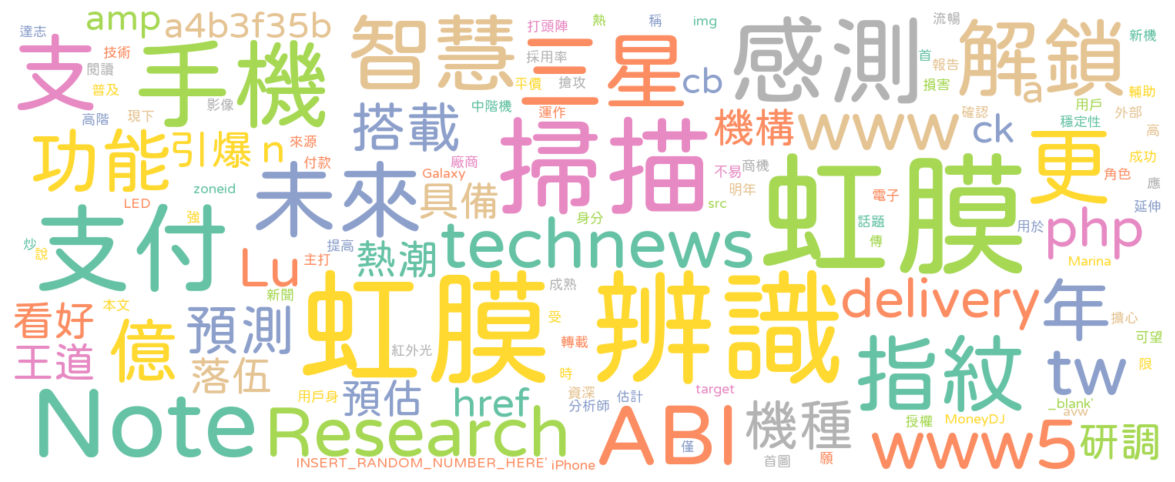 達志
amp
a4b3f35b
打頭陣
熱
稱
img
流暢
新機
支
技術
手機
智慧
採用率
三星
感測
首
解鎖
閱讀
報告
普及
平價
搶攻
cb
損害
a
輔助
影像
高階
現下
中階機
運作
搭載
機構
www
確認
ck
用戶
外部
穩定性
更
高
功能
引爆
n
來源
付款
廠商
掃描
不易
商機
虹膜
成功
角色
應
zoneid
未來
Galaxy
具備
明年
電子
LED
強
src
身分
話題
用於
延伸
php
支付
炒
說
提高
熱潮
technews
傳
Lu
主打
Marina
新聞
成熟
虹膜
辨識
delivery
年
看好
本文
億
預測
受
擔心
王道
落伍
紅外光
轉載
指紋
可望
tw
時
限
用戶身
預估
href
資深
分析師
估計
target
_blank'
Note
Research
ABI
僅
機種
授權
MoneyDJ
avw
www5
研調
INSERT_RANDOM_NUMBER_HERE'
iPhone
首圖
願